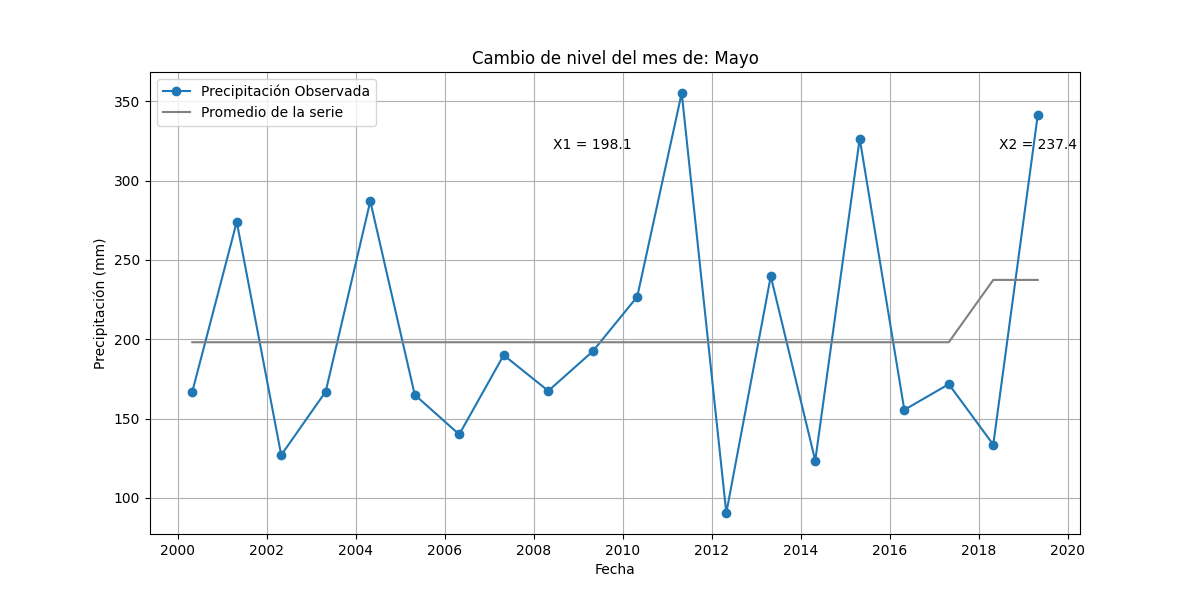 Cambio de nivel del mes de: Mayo
Precipitación Observada
Promedio de la serie
X1 = 198.1
X2 = 237.4
Precipitación (mm)
350
300
250
200
150
100
2000 2002 2004 2006 2008 2010 2012 2014 2016 2018 2020
Fecha